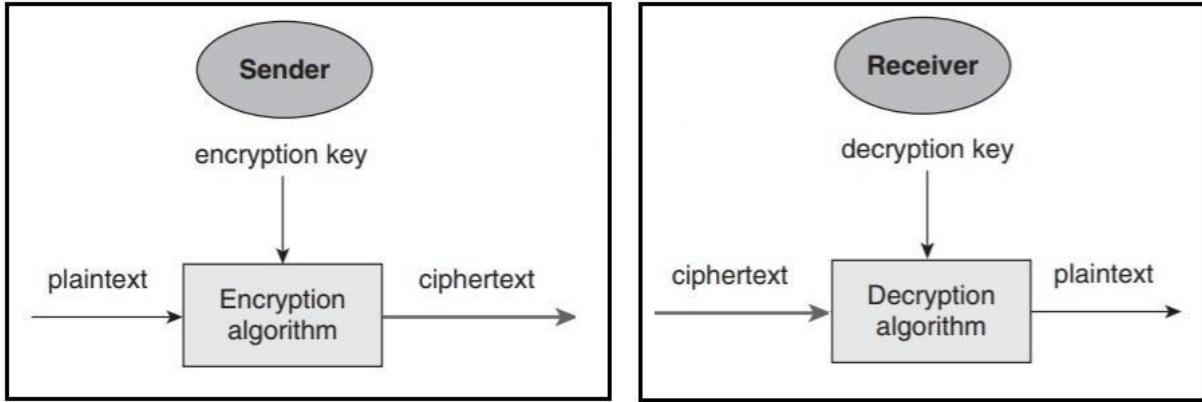 Sender
encryption key
plaintext
Encryption
algorithm
ciphertext
Receiver
decryption key
ciphertext
Decryption
algorithm
plaintext